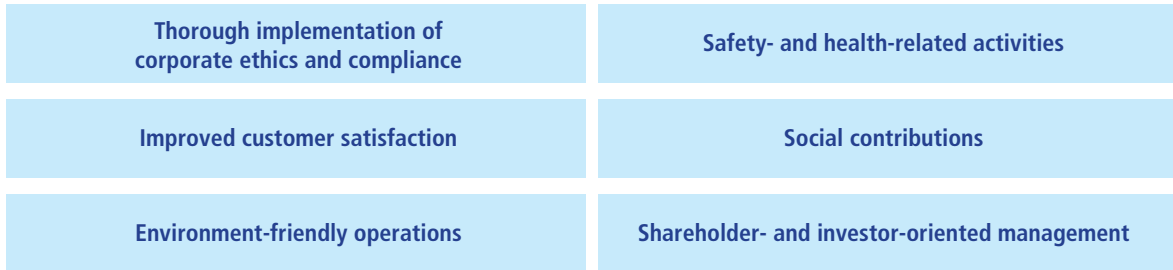 Thorough implementation of
corporate ethics and compliance
Safety- and health-related activities
Improved customer satisfaction
Social contributions
Environment-friendly operations
Shareholder- and investor-oriented management